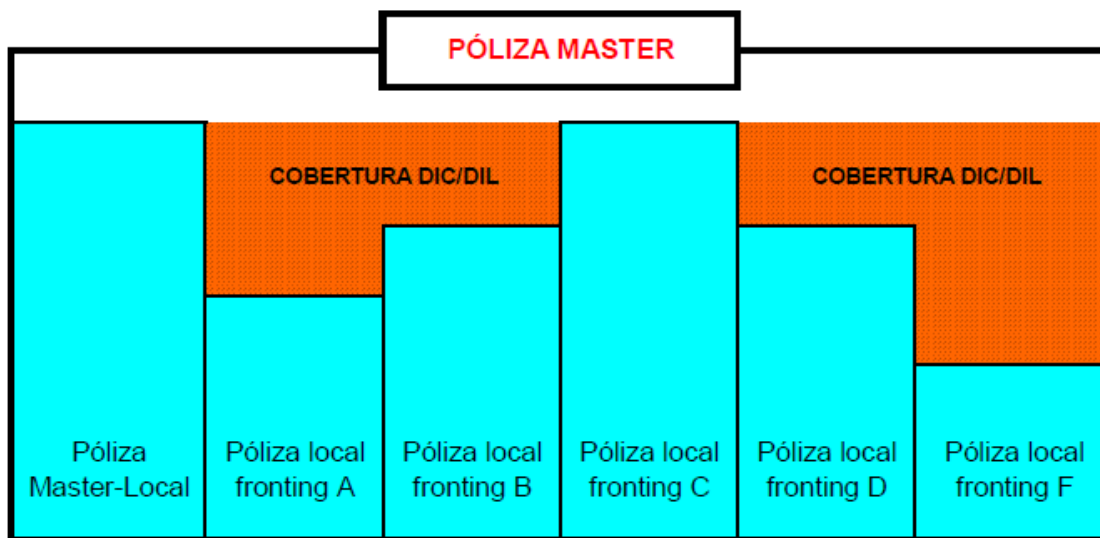 PÓLIZA MASTER
COBERTURA DIC/DIL
COBERTURA DIC/DIL
Póliza
Master-Local
Póliza local
fronting A
Póliza local
fronting B
Póliza local
fronting C
Póliza local
fronting D
Póliza local
fronting F